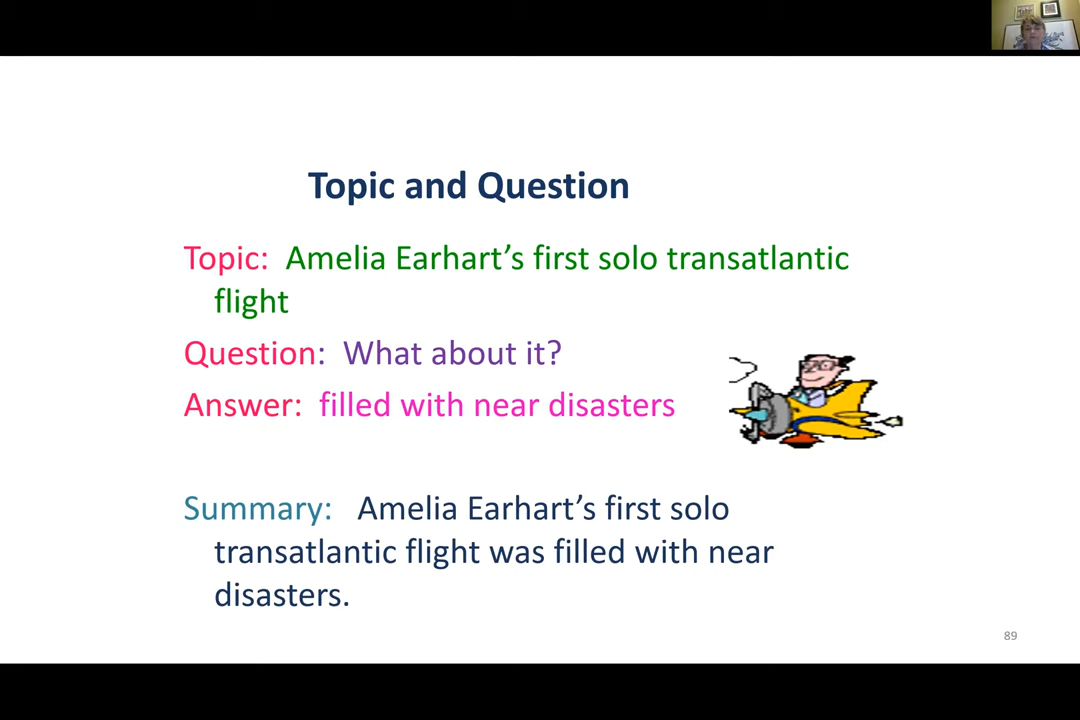 Topic and Question
Topic:  Amelia Earhart’s first solo transatlantic
flight
Question:  What about it?
Answer:  filled with near disasters
Summary:   Amelia Earhart’s first solo
transatlantic flight was filled with near
disasters.
89